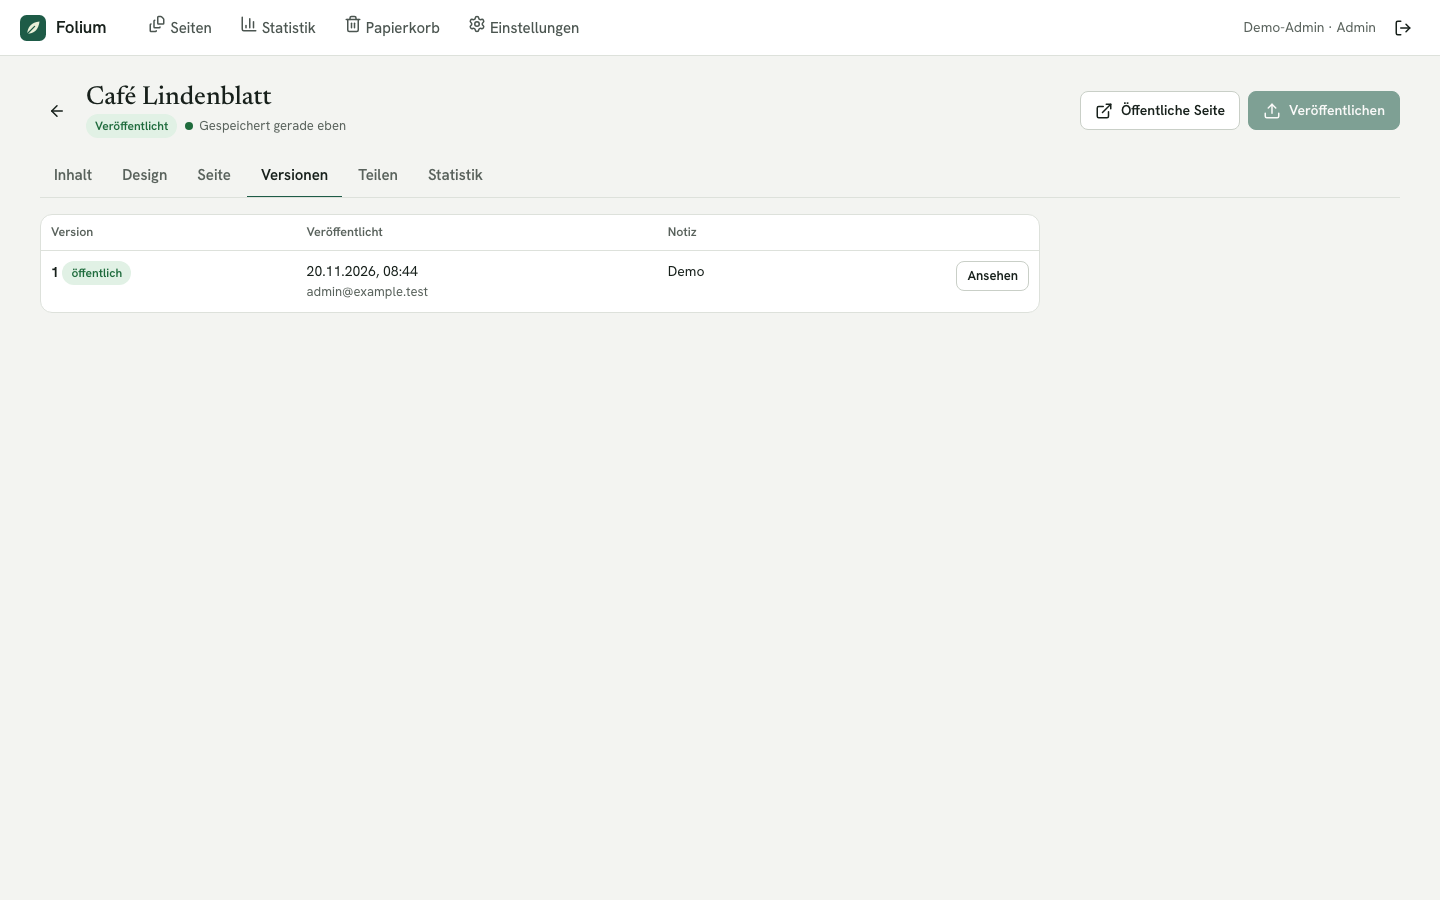 Folium Seiten Statistik Papierkorb Einstellungen Demo-Admin · Admin
Café Lindenblatt
Veröffentlicht Gespeichert gerade eben
Öffentliche Seite Veröffentlichen
Inhalt Design Seite Versionen Teilen Statistik
Version Veröffentlicht Notiz
1 öffentlich 20.11.2026, 08:44 Demo Ansehen
admin@example.test